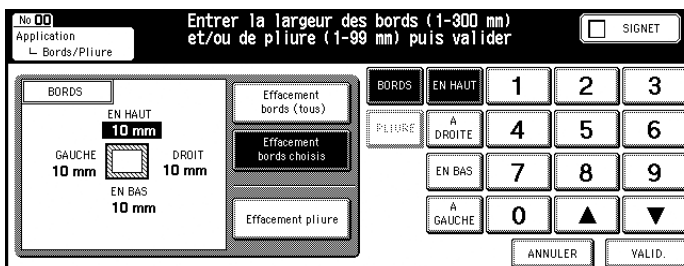 No 00
Application
Bords/Pliure
Entrer la largeur des bords (1-300 mm)
et/ou de pliure (1-99 mm) puis valider
SIGNET
BORDS
EN HAUT
10 mm
GAUCHE
10 mm
DROIT
10 mm
EN BAS
10 mm
Effacement
bords (tous)
Effacement
bords choisis
Effacement pliure
BORDS
EN HAUT
1
2
3
PLIURE
A
DROITE
4
5
6
EN BAS
7
8
9
A
GAUCHE
0
▲
▼
ANNULER
VALID.